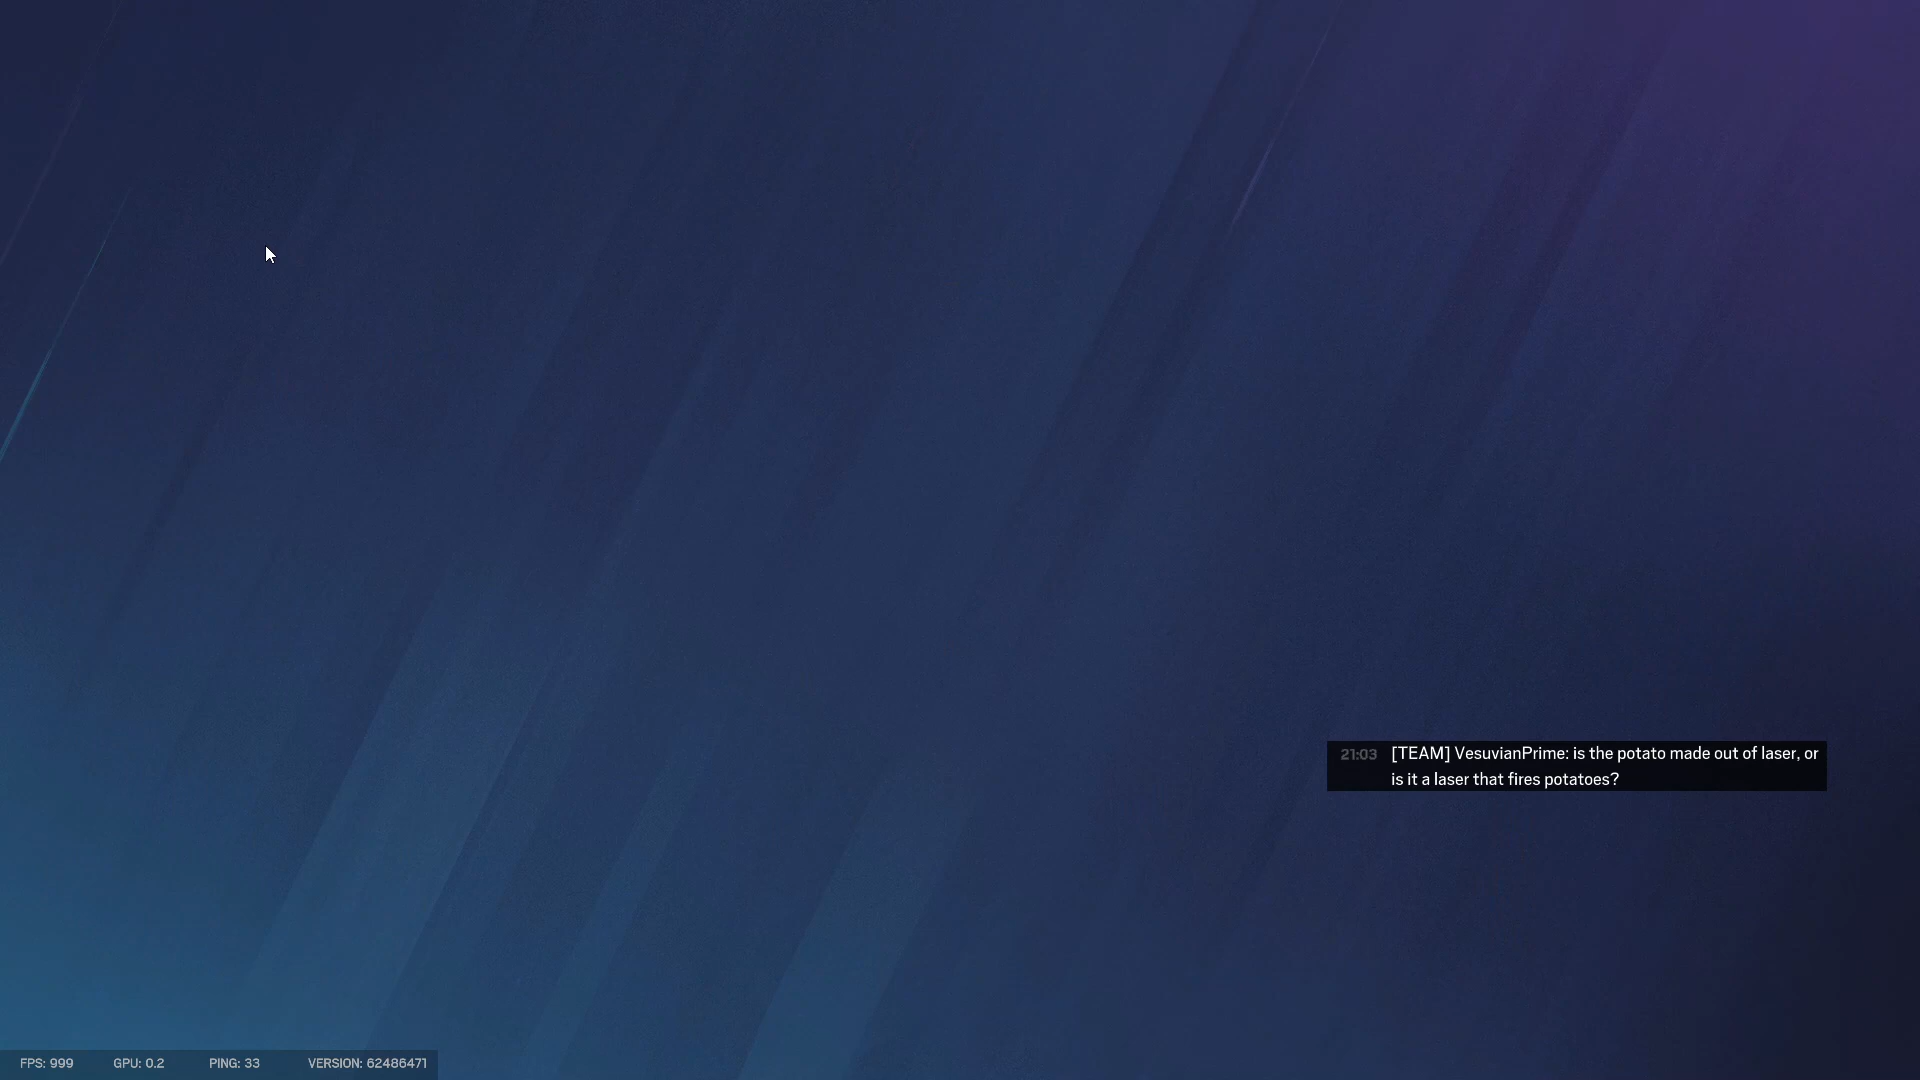 21:03 [TEAM] VesuvianPrime: is the potato made out of laser, or
is it a laser that fires potatoes?
FPS: 999 GPU: 0.2 PING: 33 VERSION: 62486471